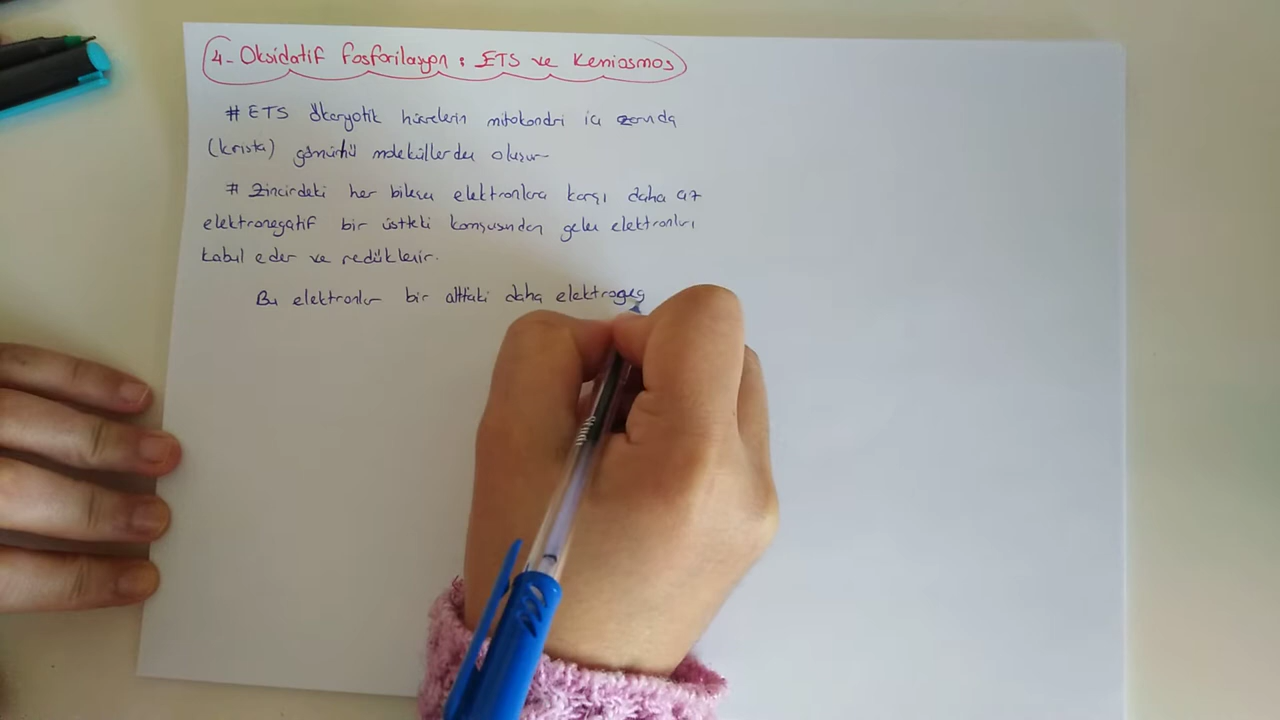 4- Oksidatif Fosforilasyon : ETS ve Kemiosmos
# ETS Ökaryotik hücrelerin mitokondri iç zarında
(krista) gömülü moleküllerden oluşur-
# Zincirdeki her bileşen elektronlara karşı daha az
elektronegatif bir üstteki komşusundan gelen elektronları
kabul eder ve redüklenir.
Bu elektronlar bir alttaki daha